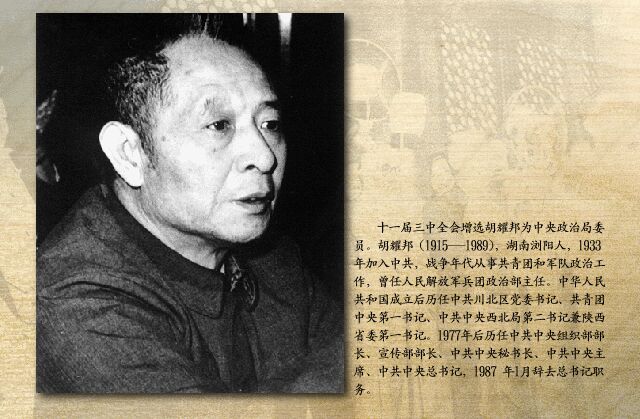 十一届三中全会增选胡耀邦为中央政治局委
员。胡耀邦（1915—1989），湖南浏阳人，1933
年加入中共，战争年代从事共青团和军队政治工
作，曾任人民解放军兵团政治部主任。中华人民
共和国成立后历任中共川北区党委书记、共青团
中央第一书记、中共中央西北局第二书记兼陕西
省委第一书记。1977年后历任中共中央组织部部
长、宣传部部长、中共中央秘书长、中共中央主
席、中共中央总书记，1987 年1月辞去总书记职
务。